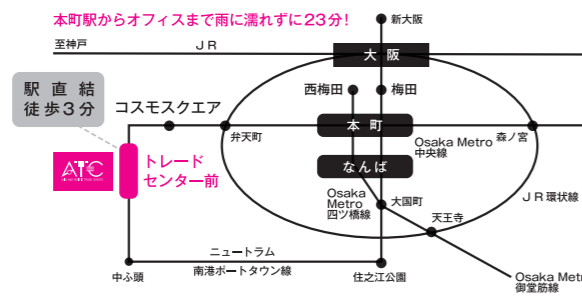 本町駅からオフィスまで雨に濡れずに23分!
新大阪
至神戸
JR
大阪
駅直結
徒歩3分
西梅田
梅田
コスモスクエア
本町
弁天町
森ノ宮
Osaka Metro
中央線
ATC
トレード
センター前
なんば
Osaka
Metro
四ツ橋線
大国町
JR環状線
天王寺
ニュートラム
南港ポートタウン線
中ふ頭
住之江公園
Osaka Met
御堂筋線